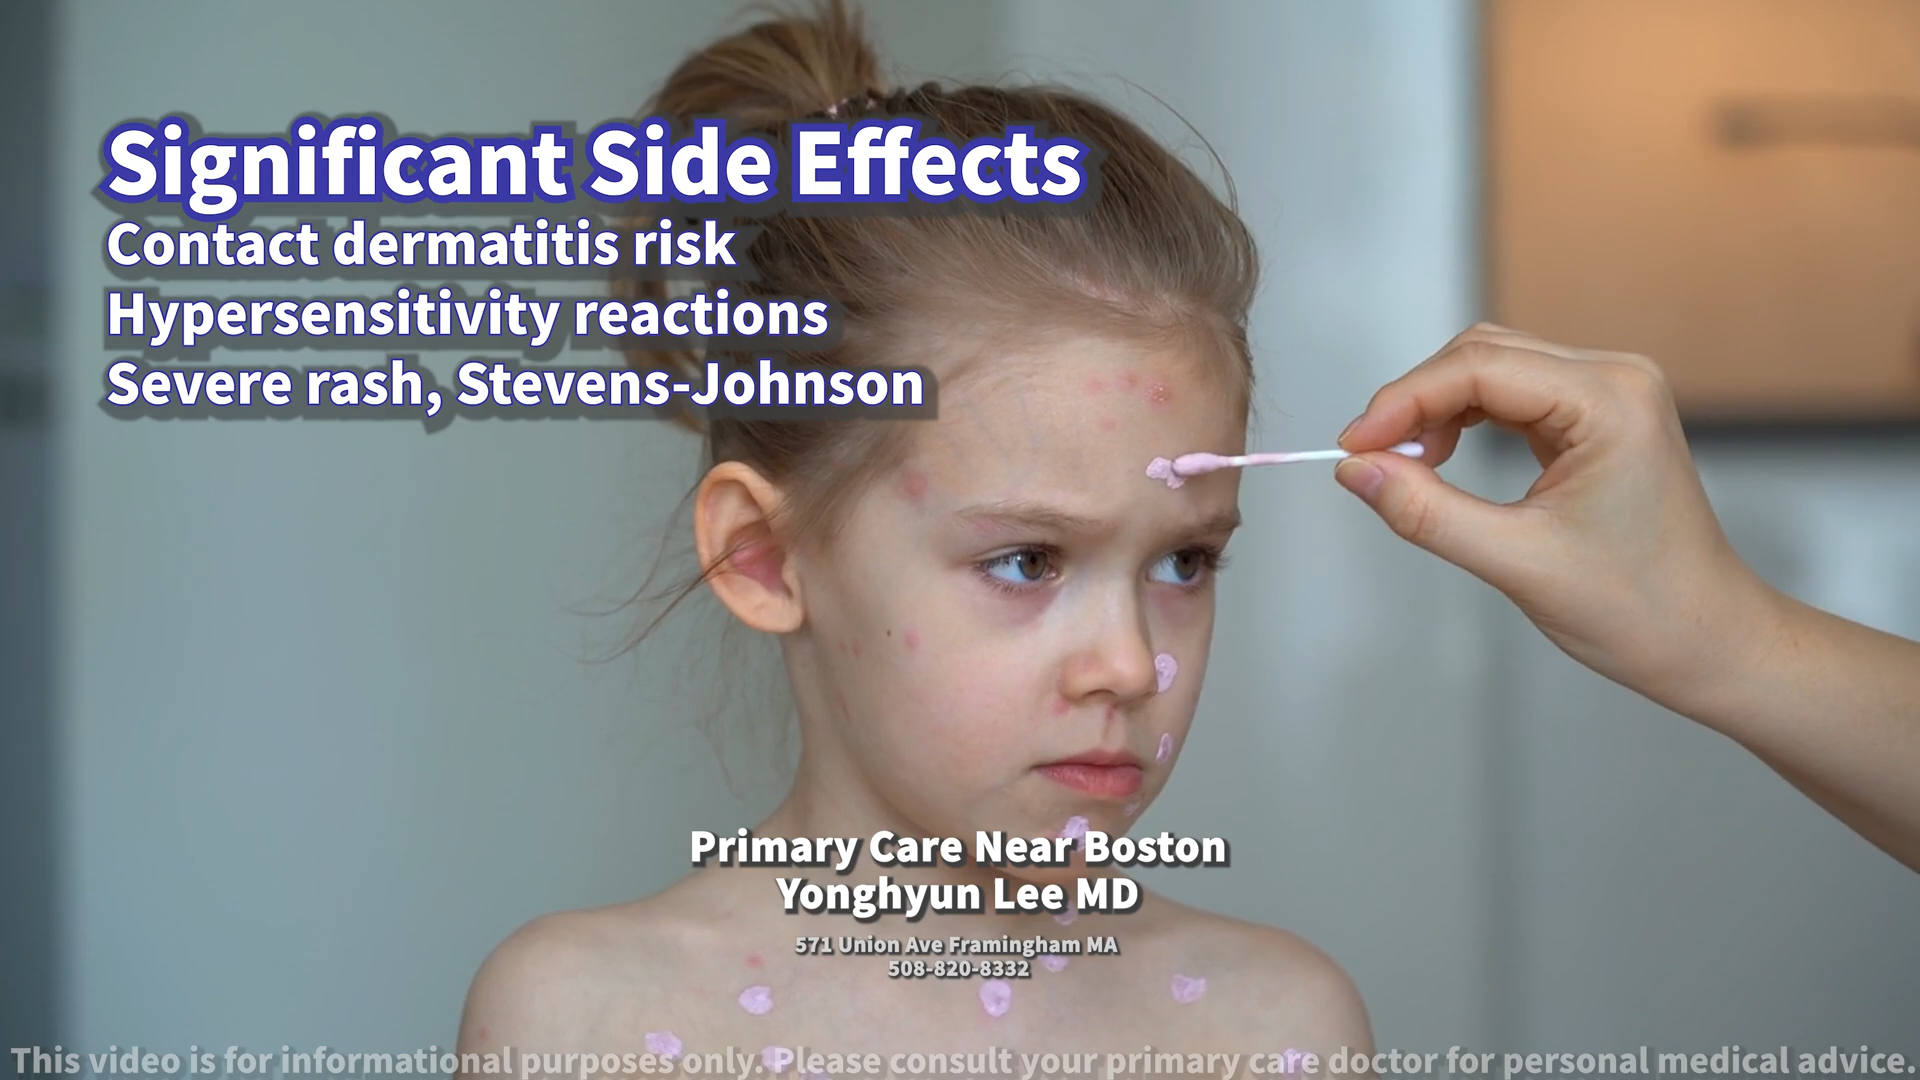 Significant Side Effects
Contact dermatitis risk
Hypersensitivity reactions
Severe rash, Stevens-Johnson
Primary Care Near Boston
Yonghyun Lee MD
571 Union Ave Framingham MA
508-820-8332
This video is for informational purposes only. Please consult your primary care doctor for personal medical advice.